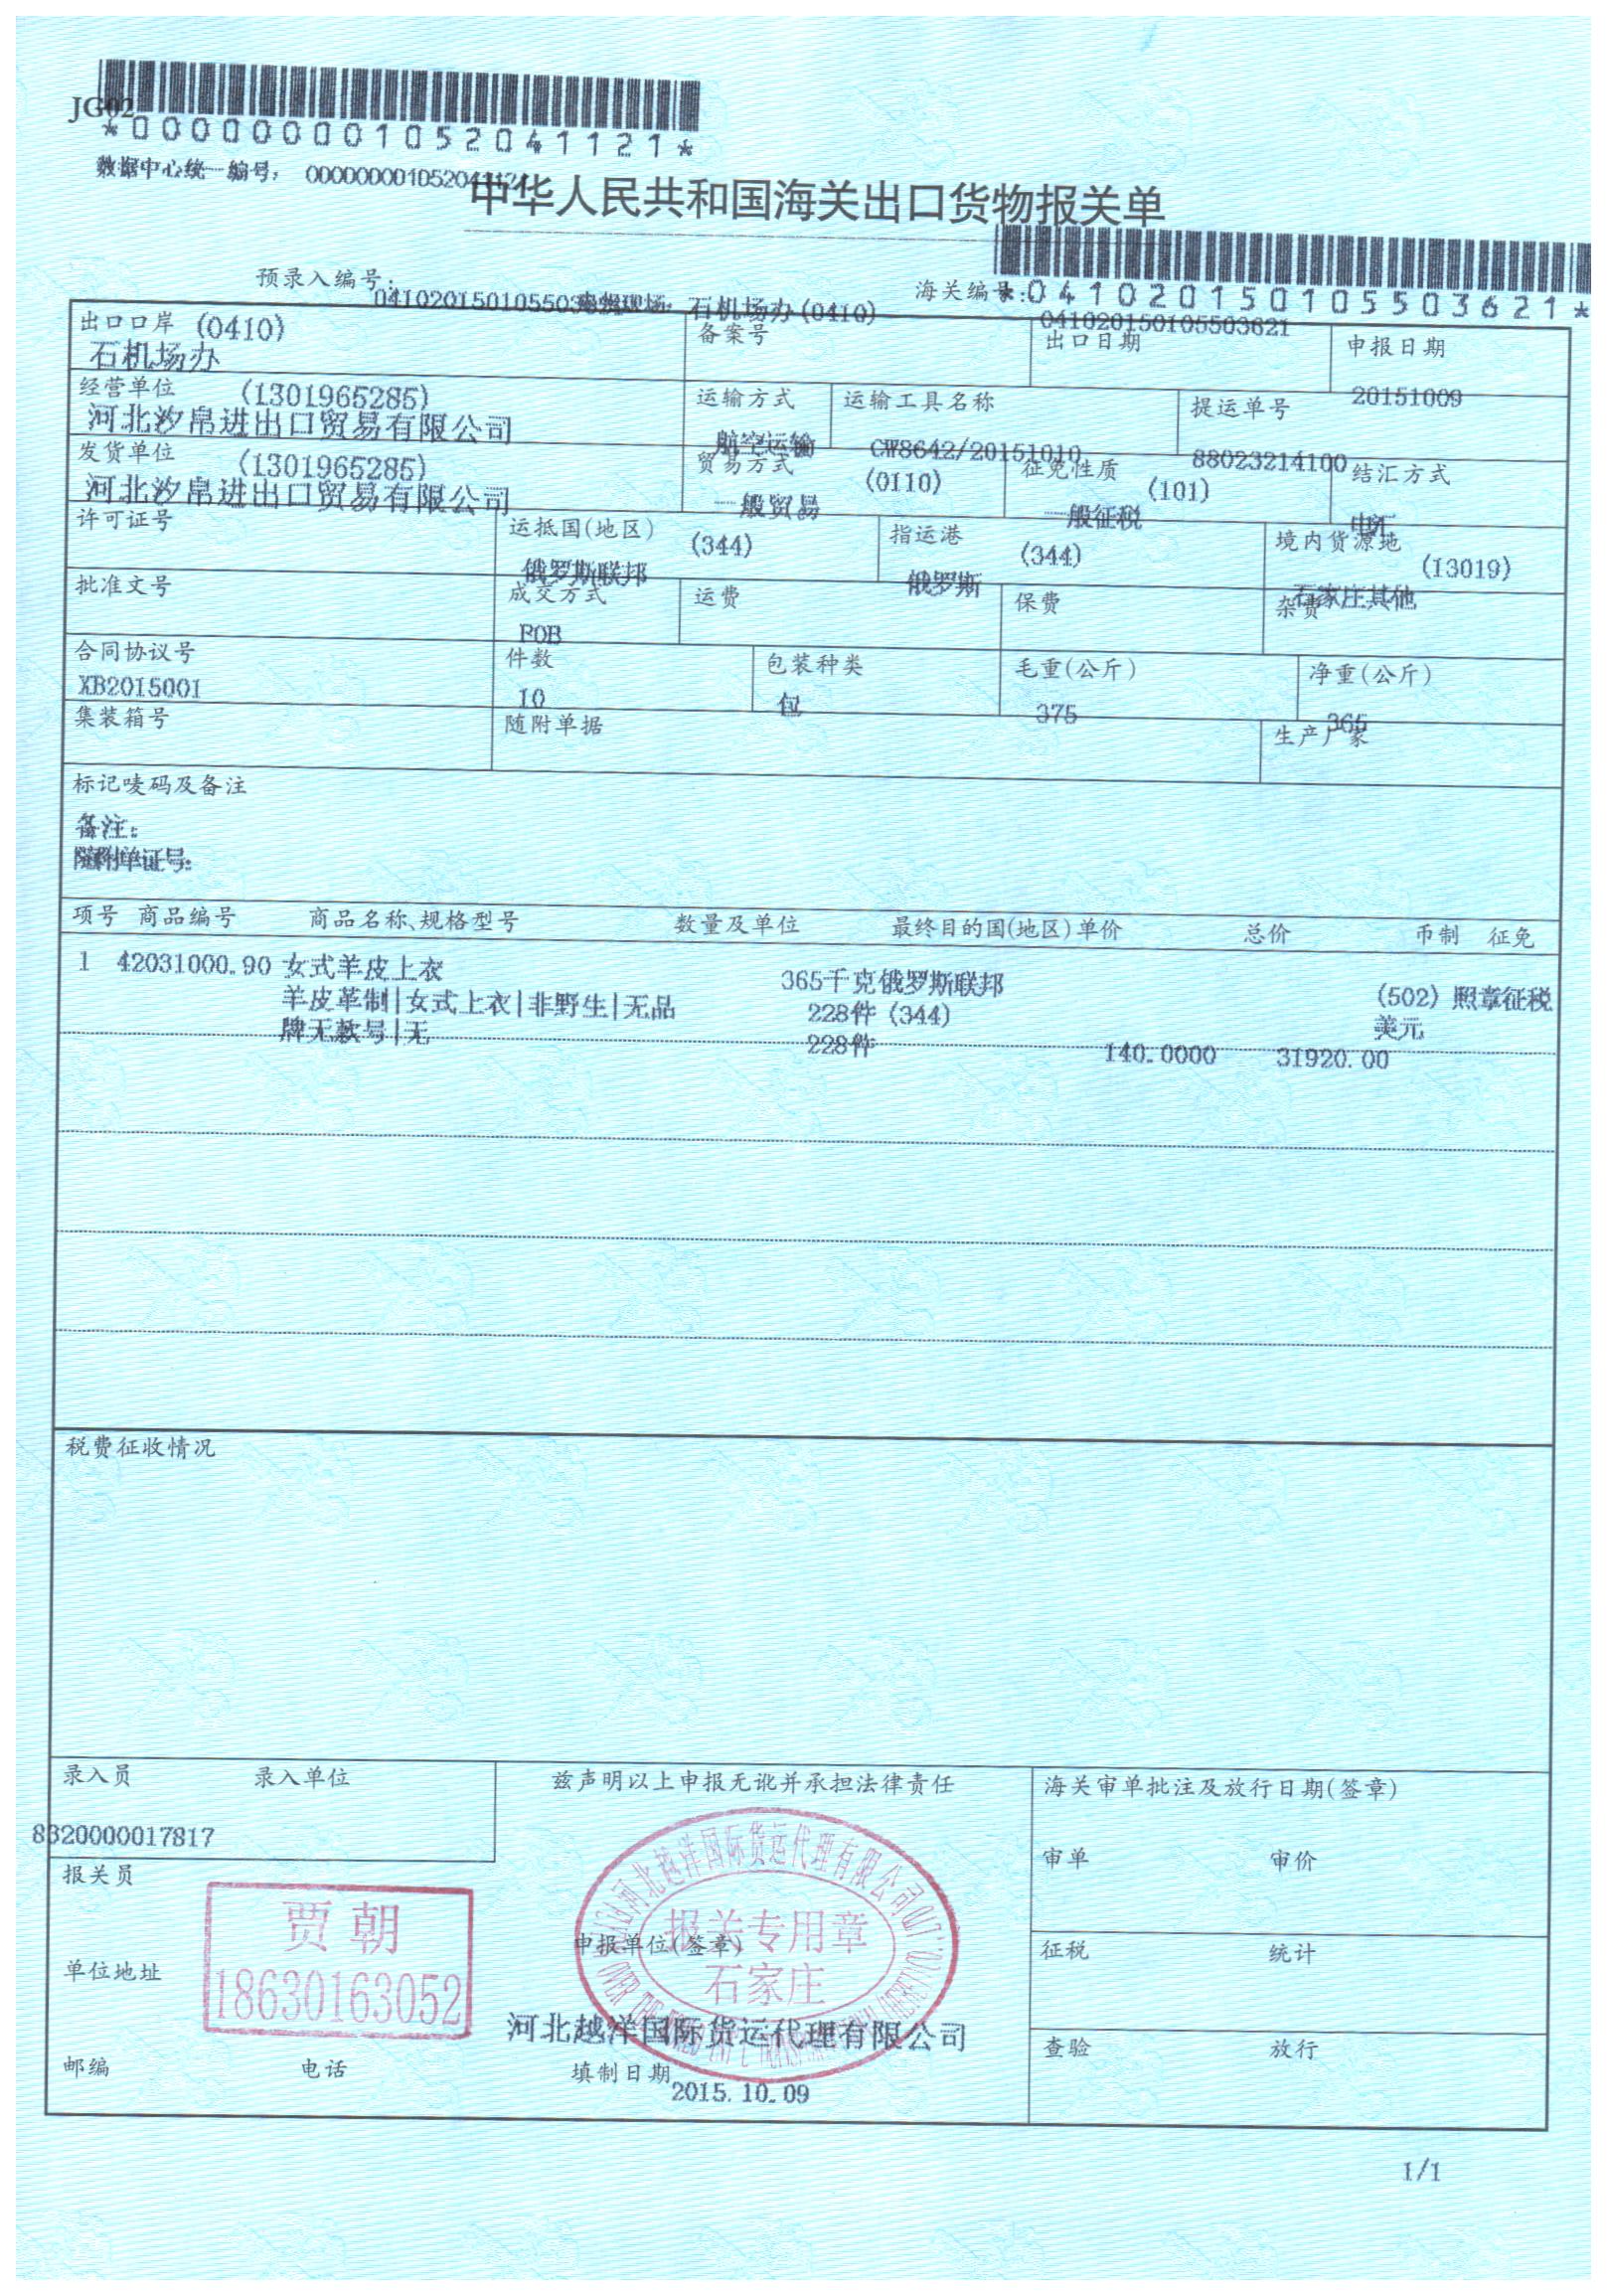 JG02
*000000001052041121*
数据中心统一编号： 000000001052041121
中华人民共和国海关出口货物报关单
预录入编号：
041020150105503621 申报现场： 石机场办(0410)
海关编号：
*041020150105503621*
041020150105503621
出口口岸 (0410)
石机场办
备案号
出口日期
申报日期
20151009
经营单位 (1301965285)
河北汐帛进出口贸易有限公司
运输方式
航空运输
运输工具名称
CW8642/20151010
提运单号
88023214100
发货单位 (1301965285)
河北汐帛进出口贸易有限公司
贸易方式 (0110)
一般贸易
征免性质 (101)
一般征税
结汇方式
电汇
许可证号
运抵国(地区) (344)
俄罗斯联邦
指运港 (344)
俄罗斯
境内货源地 (13019)
石家庄其他
批准文号
成交方式
FOB
运费
保费
杂费
合同协议号
XB2015001
件数
10
包装种类
包
毛重(公斤)
375
净重(公斤)
365
集装箱号
随附单据
生产厂家
标记唛码及备注
备注：
随附单证号：
项号 商品编号 商品名称、规格型号 数量及单位 最终目的国(地区) 单价 总价 币制 征免
1 42031000.90 女式羊皮上衣 365千克俄罗斯联邦 (502) 照章征税
羊皮革制|女式上衣|非野生|无品 228件 (344) 美元
牌无款号|无 228件 140.0000 31920.00
税费征收情况
录入员 录入单位
8320000017817
兹声明以上申报无讹并承担法律责任
海关审单批注及放行日期(签章)
审单 审价
报关员
贾朝
18630163052
单位地址
河北越洋国际货运代理有限公司
报关专用章
石家庄
申报单位(签章)
河北越洋国际货运代理有限公司
征税 统计
查验 放行
邮编 电话
填制日期
2015.10.09
1/1